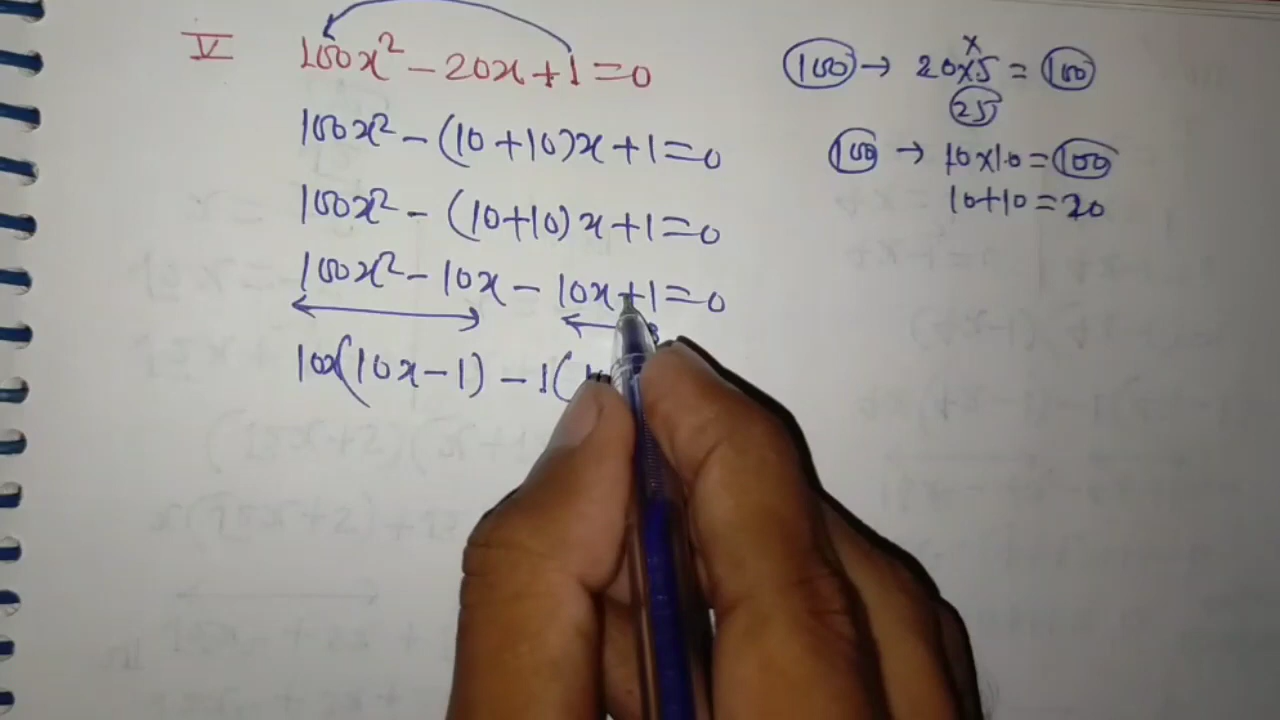 V 100x² - 20x + 1 = 0
100x² - (10 + 10)x + 1 = 0
100x² - (10+10)x + 1 = 0
100x² - 10x - 10x + 1 = 0
10x(10x - 1) - 1(
100 → 20 x 5 = 100
x
25
100 → 10 x 10 = 100
10 + 10 = 20